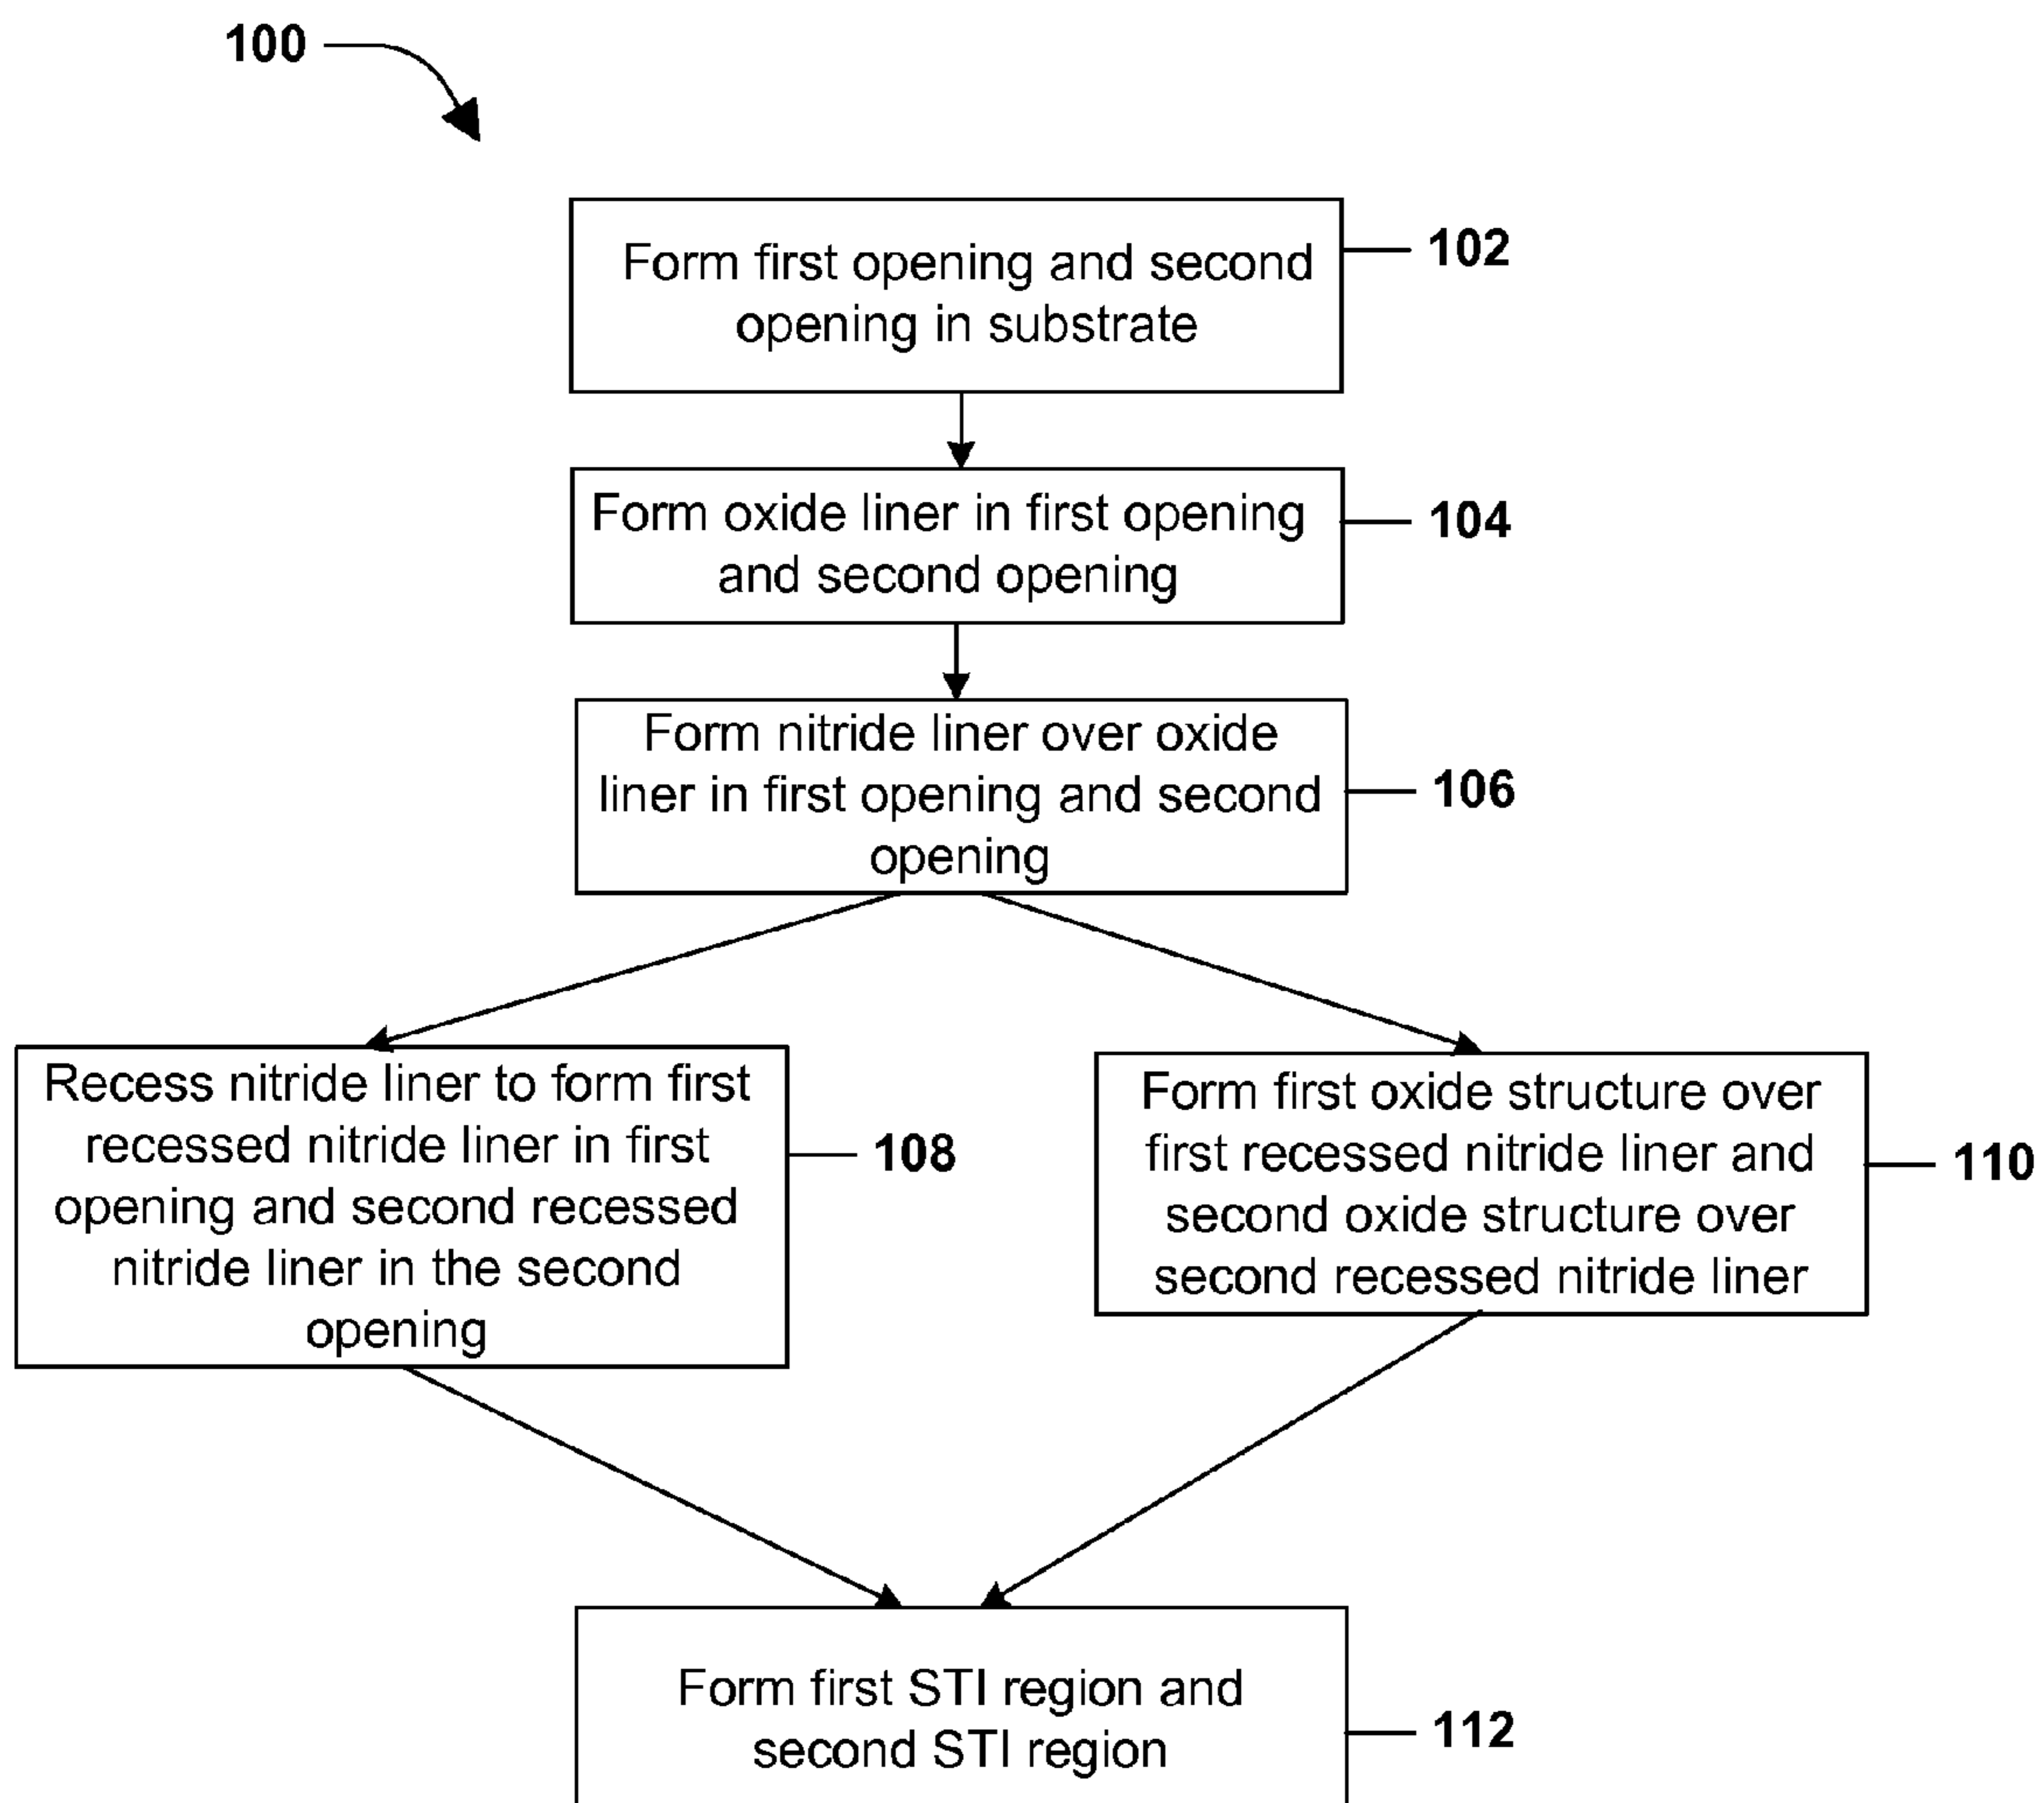 100
Form first opening and second
opening in substrate
102
Form oxide liner in first opening
and second opening
104
Form nitride liner over oxide
liner in first opening and second
opening
106
Recess nitride liner to form first
recessed nitride liner in first
opening and second recessed
nitride liner in the second
opening
108
Form first oxide structure over
first recessed nitride liner and
second oxide structure over
second recessed nitride liner
110
Form first STI region and
second STI region
112